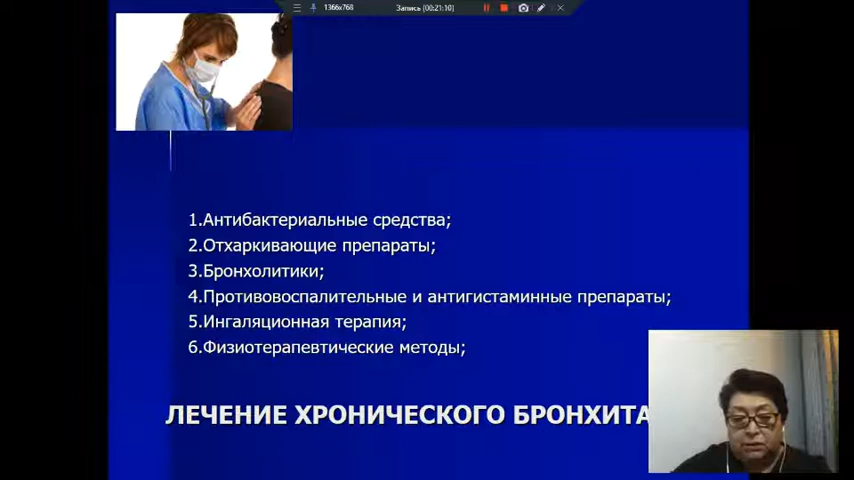 1366x768
Запись [00:21:10]
1.Антибактериальные средства;
2.Отхаркивающие препараты;
3.Бронхолитики;
4.Противовоспалительные и антигистаминные препараты;
5.Ингаляционная терапия;
6.Физиотерапевтические методы;
ЛЕЧЕНИЕ ХРОНИЧЕСКОГО БРОНХИТА